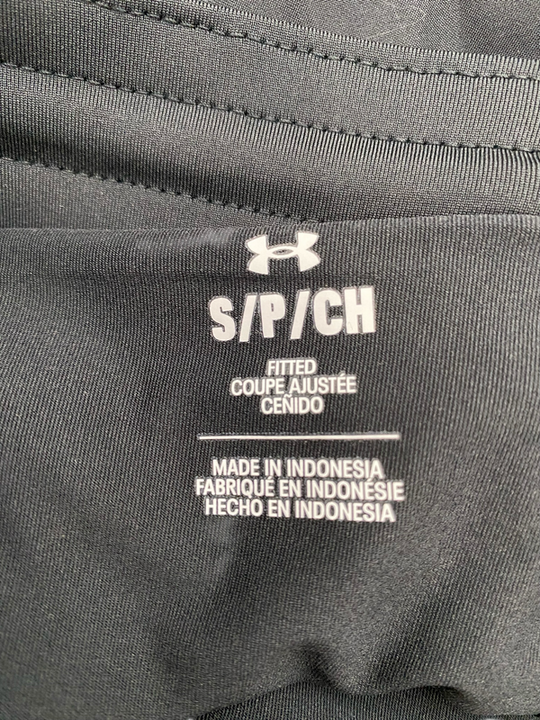 S/P/CH
FITTED
COUPE AJUSTÉE
CEÑIDO
MADE IN INDONESIA
FABRIQUÉ EN INDONÉSIE
HECHO EN INDONESIA